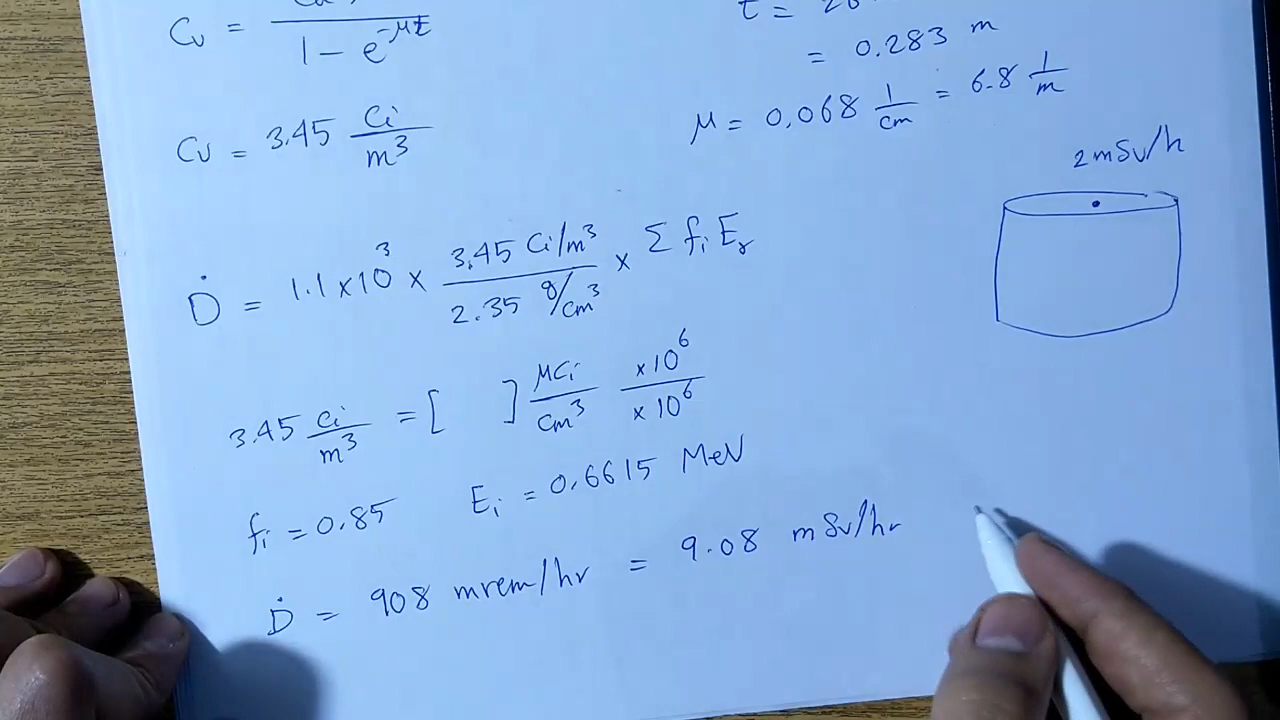 Cv = ———
1 - e^-μt
t = 
= 0.283 m
Cv = 3.45 Ci/m³
μ = 0.068 1/cm = 6.8 1/m
2 mSv/h
Ḋ = 1.1 × 10³ × (3.45 Ci/m³)/(2.35 g/cm³) × Σ fᵢ Eγ
3.45 Ci/m³ = [ ] μCi/cm³ ×10⁶/×10⁶
fᵢ = 0.85 Eᵢ = 0.6615 MeV
Ḋ = 908 mrem/hr = 9.08 mSv/hr